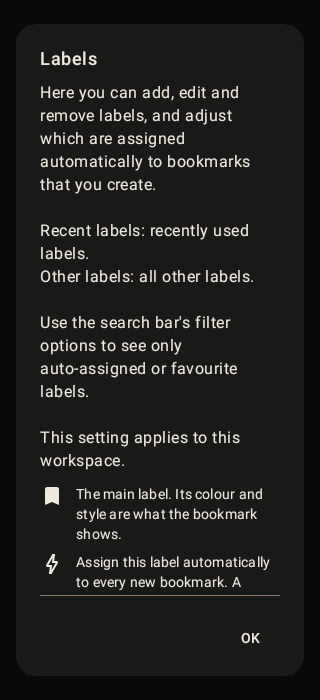 Labels
Here you can add, edit and
remove labels, and adjust
which are assigned
automatically to bookmarks
that you create.
Recent labels: recently used
labels.
Other labels: all other labels.
Use the search bar's filter
options to see only
auto-assigned or favourite
labels.
This setting applies to this
workspace.
The main label. Its colour and
style are what the bookmark
shows.
Assign this label automatically
to every new bookmark. A
OK